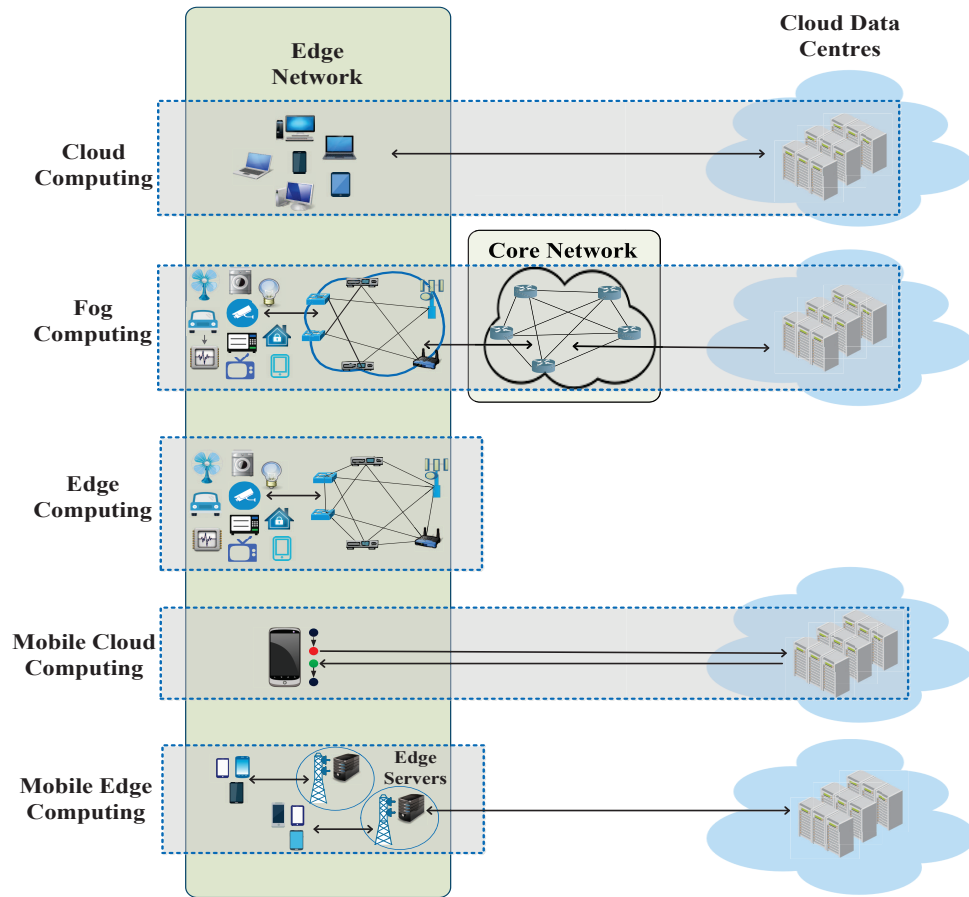 Edge
Network
Cloud Data
Centres
Cloud
Computing
Core Network
Fog
Computing
Edge
Computing
Mobile Cloud
Computing
Edge
Servers
Mobile Edge
Computing